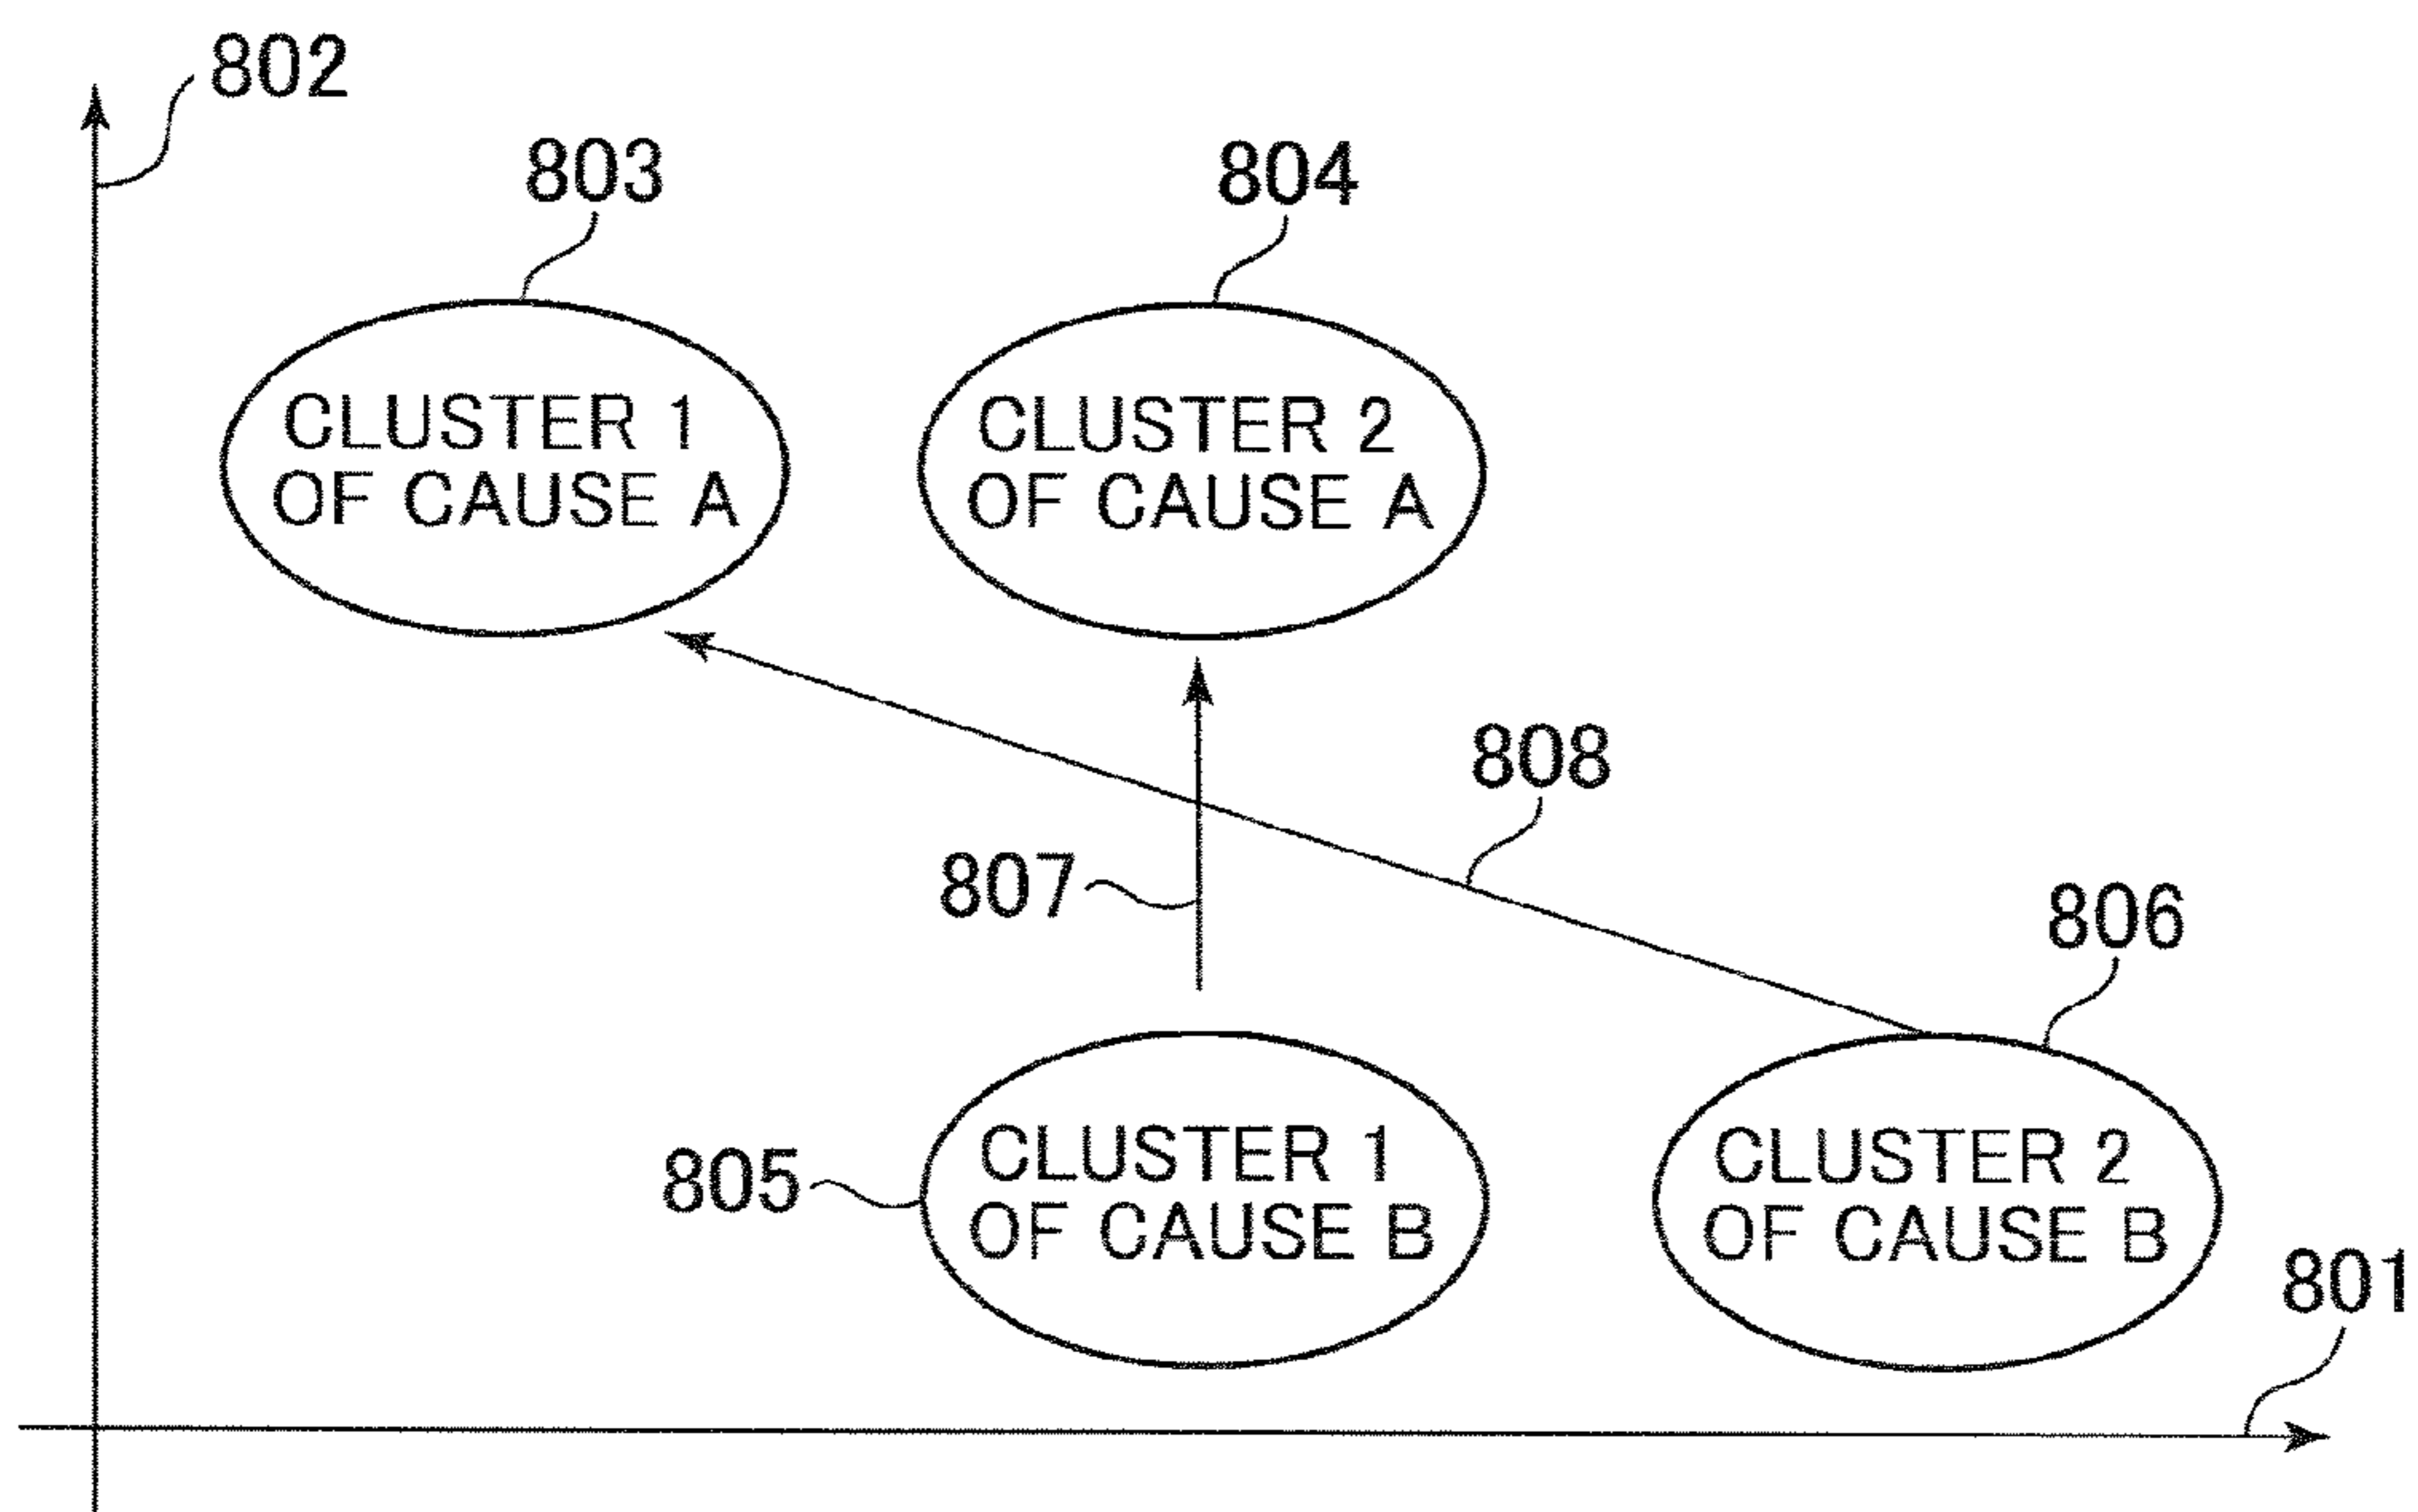 802
803
804
CLUSTER 1
OF CAUSE A
CLUSTER 2
OF CAUSE A
808
807
806
805
CLUSTER 1
OF CAUSE B
CLUSTER 2
OF CAUSE B
801